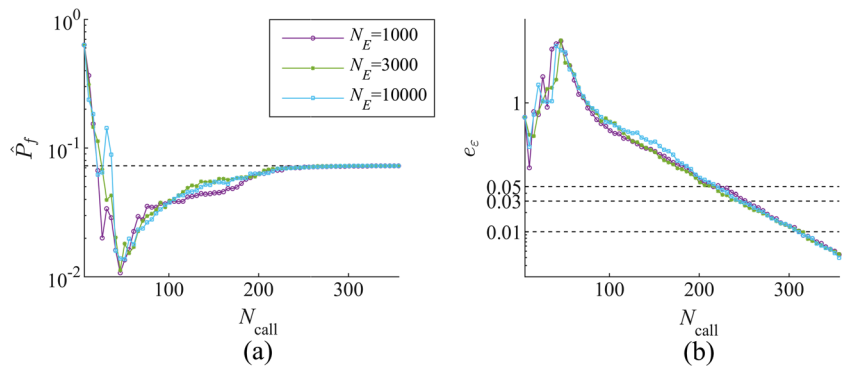 10^0
10^-1
10^-2
P̂_f
100
200
300
N_call
(a)
N_E=1000
N_E=3000
N_E=10000
1
0.05
0.03
0.01
e_ε
100
200
300
N_call
(b)